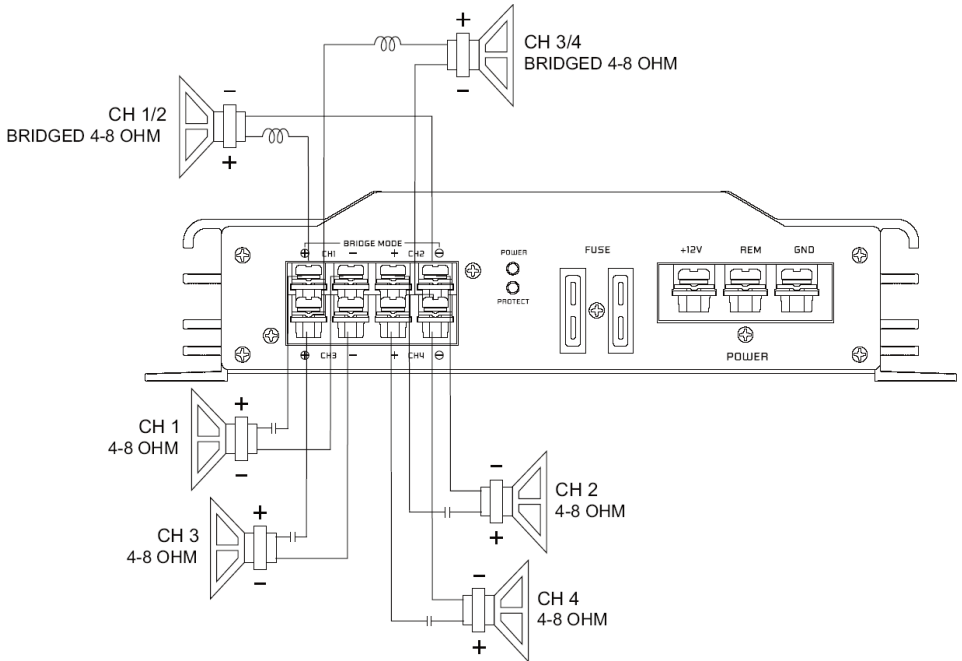 +
CH 3/4
BRIDGED 4-8 OHM
−
−
CH 1/2
BRIDGED 4-8 OHM
+
BRIDGE MODE
⊕ CH1 − + CH2 ⊖
POWER
PROTECT
FUSE
+12V REM GND
POWER
⊕ CH3 − + CH4 ⊖
+
CH 1
4-8 OHM
−
−
CH 2
4-8 OHM
+
+
CH 3
4-8 OHM
−
−
CH 4
4-8 OHM
+